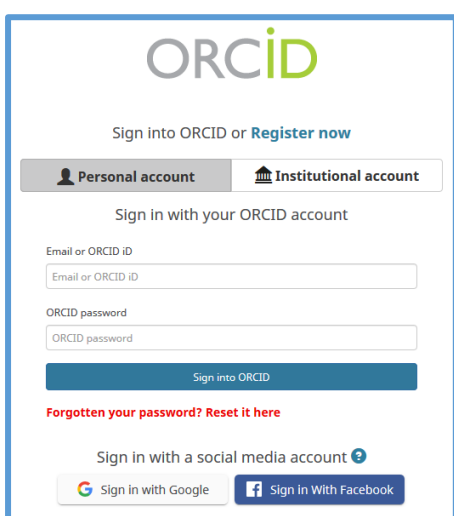 ORCiD
Sign into ORCID or Register now
Personal account
Institutional account
Sign in with your ORCID account
Email or ORCID iD
Email or ORCID iD
ORCID password
ORCID password
Sign into ORCID
Forgotten your password? Reset it here
Sign in with a social media account ?
G Sign in with Google
f Sign in With Facebook